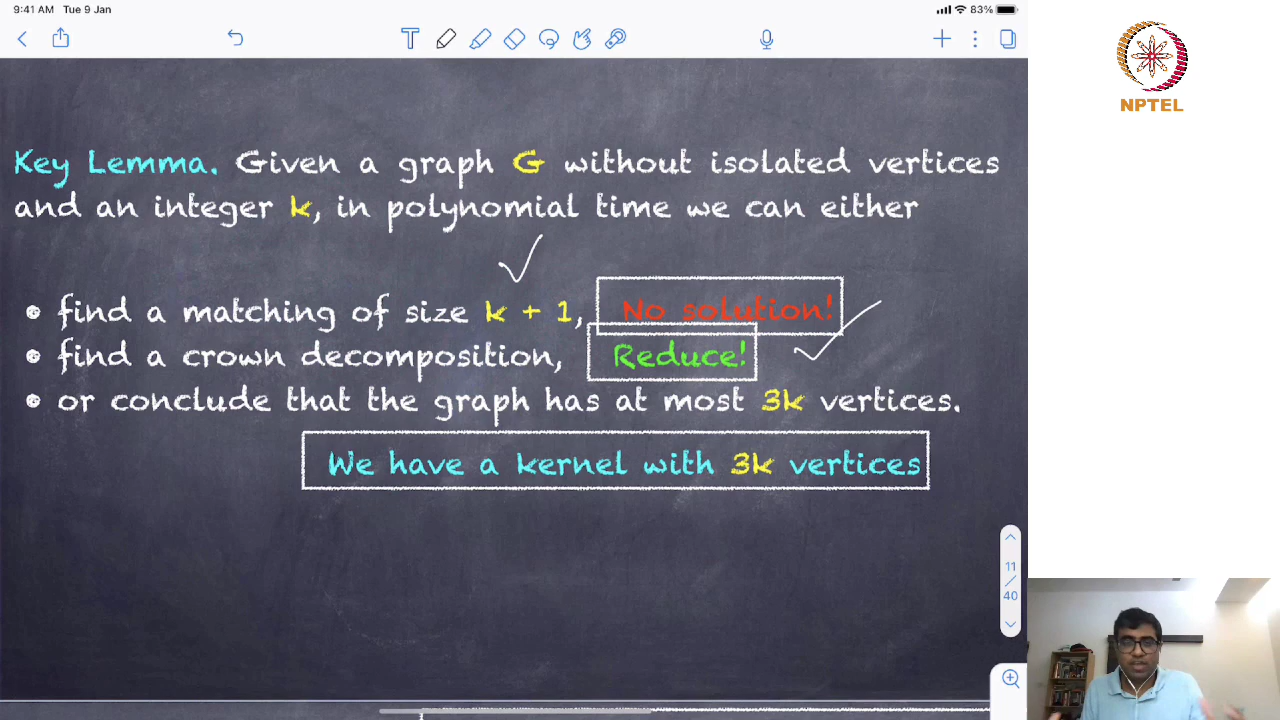 9:41 AM Tue 9 Jan 83%
NPTEL
Key Lemma. Given a graph G without isolated vertices
and an integer k, in polynomial time we can either
• find a matching of size k + 1, No solution!
• find a crown decomposition, Reduce!
• or conclude that the graph has at most 3k vertices.
We have a kernel with 3k vertices
11
/
40